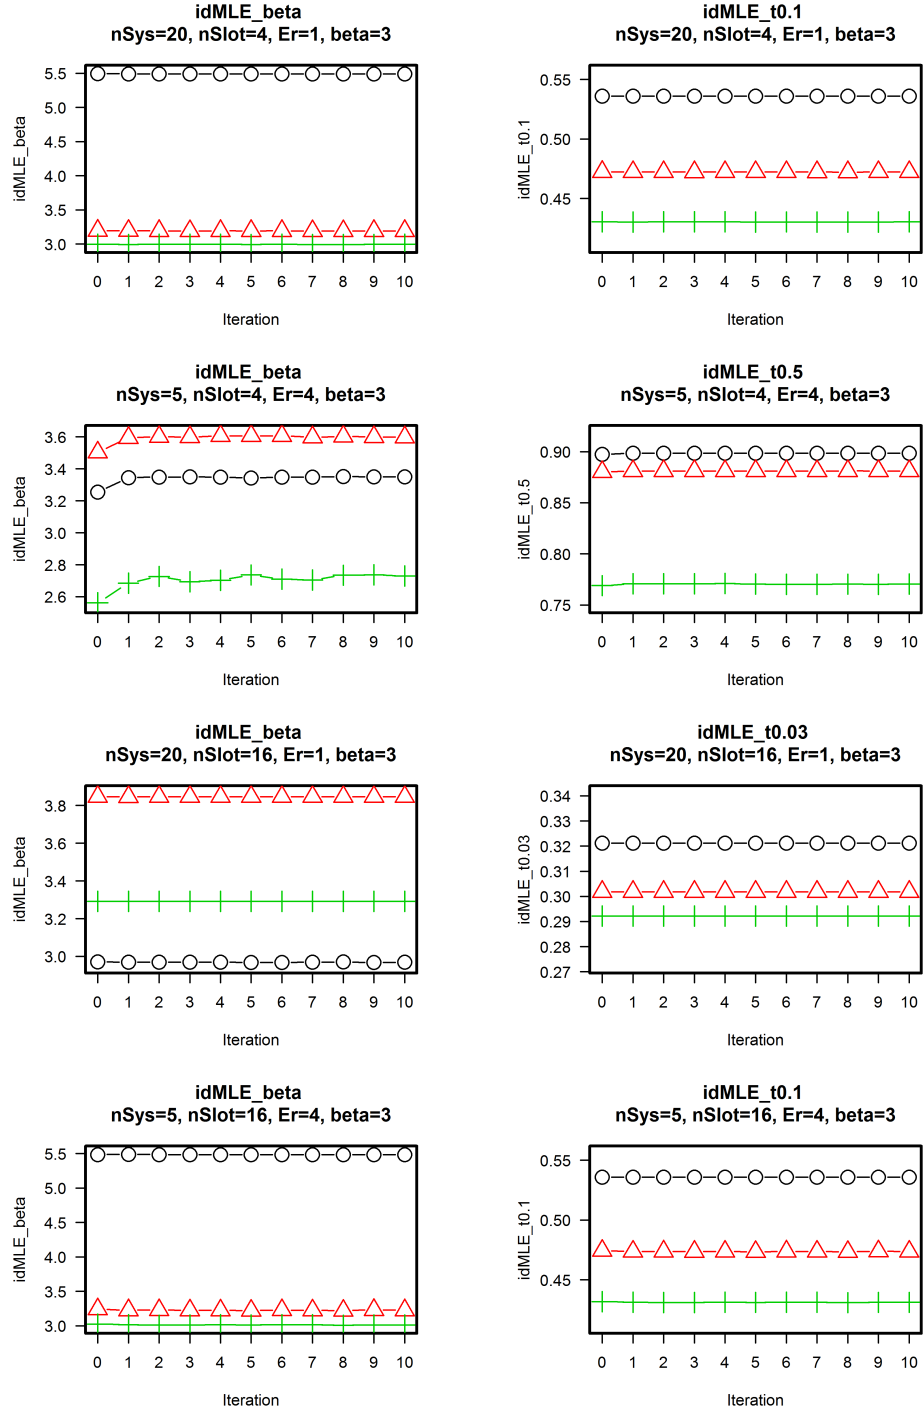 idMLE_beta
nSys=20, nSlot=4, Er=1, beta=3
5.5
5.0
4.5
4.0
3.5
3.0
idMLE_beta
0 1 2 3 4 5 6 7 8 9 10
Iteration
idMLE_t0.1
nSys=20, nSlot=4, Er=1, beta=3
0.55
0.50
0.45
idMLE_t0.1
0 1 2 3 4 5 6 7 8 9 10
Iteration
idMLE_beta
nSys=5, nSlot=4, Er=4, beta=3
3.6
3.4
3.2
3.0
2.8
2.6
idMLE_beta
0 1 2 3 4 5 6 7 8 9 10
Iteration
idMLE_t0.5
nSys=5, nSlot=4, Er=4, beta=3
0.90
0.85
0.80
0.75
idMLE_t0.5
0 1 2 3 4 5 6 7 8 9 10
Iteration
idMLE_beta
nSys=20, nSlot=16, Er=1, beta=3
3.8
3.6
3.4
3.2
3.0
idMLE_beta
0 1 2 3 4 5 6 7 8 9 10
Iteration
idMLE_t0.03
nSys=20, nSlot=16, Er=1, beta=3
0.34
0.33
0.32
0.31
0.30
0.29
0.28
0.27
idMLE_t0.03
0 1 2 3 4 5 6 7 8 9 10
Iteration
idMLE_beta
nSys=5, nSlot=16, Er=4, beta=3
5.5
5.0
4.5
4.0
3.5
3.0
idMLE_beta
0 1 2 3 4 5 6 7 8 9 10
Iteration
idMLE_t0.1
nSys=5, nSlot=16, Er=4, beta=3
0.55
0.50
0.45
idMLE_t0.1
0 1 2 3 4 5 6 7 8 9 10
Iteration